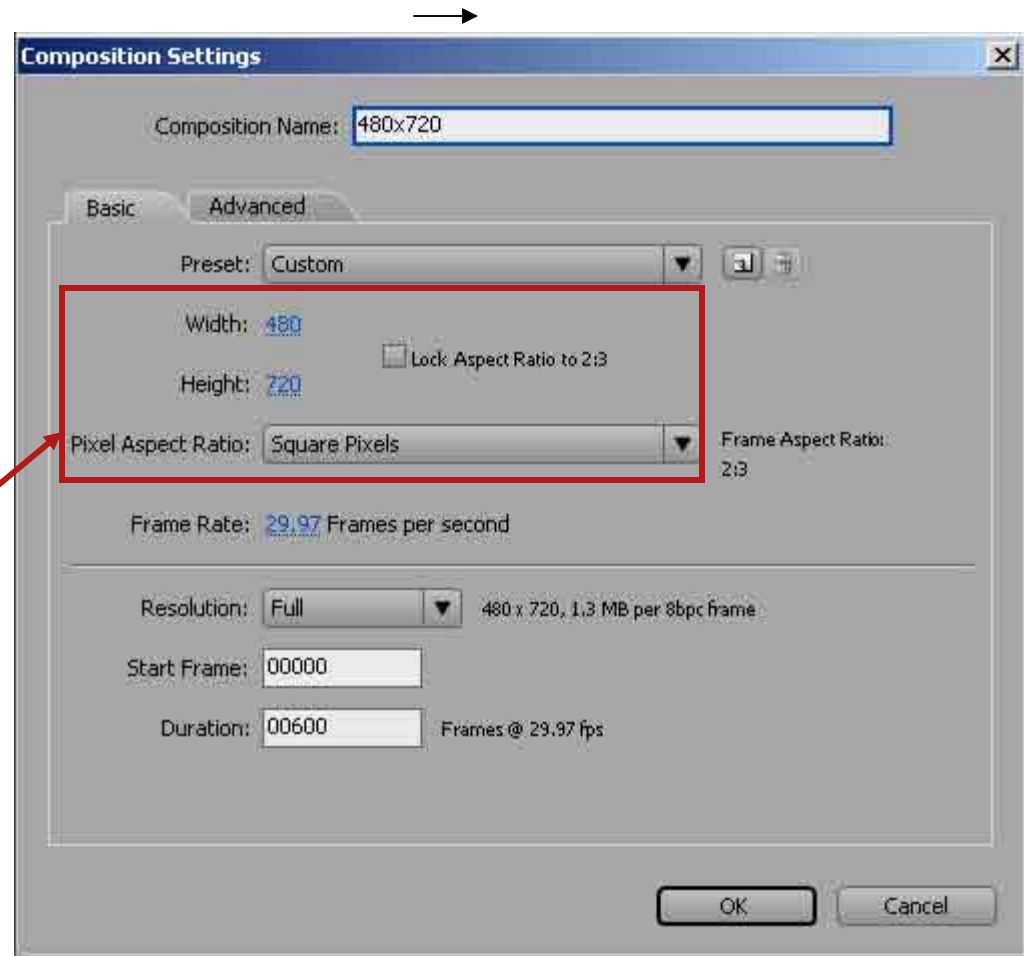 Composition Settings
Composition Name: 480x720
Basic Advanced
Preset: Custom
Width: 480
Lock Aspect Ratio to 2:3
Height: 720
Pixel Aspect Ratio: Square Pixels
Frame Aspect Ratio:
2:3
Frame Rate: 29.97 Frames per second
Resolution: Full 480 x 720, 1.3 MB per 8bpc frame
Start Frame: 00000
Duration: 00600 Frames @ 29.97 fps
OK Cancel